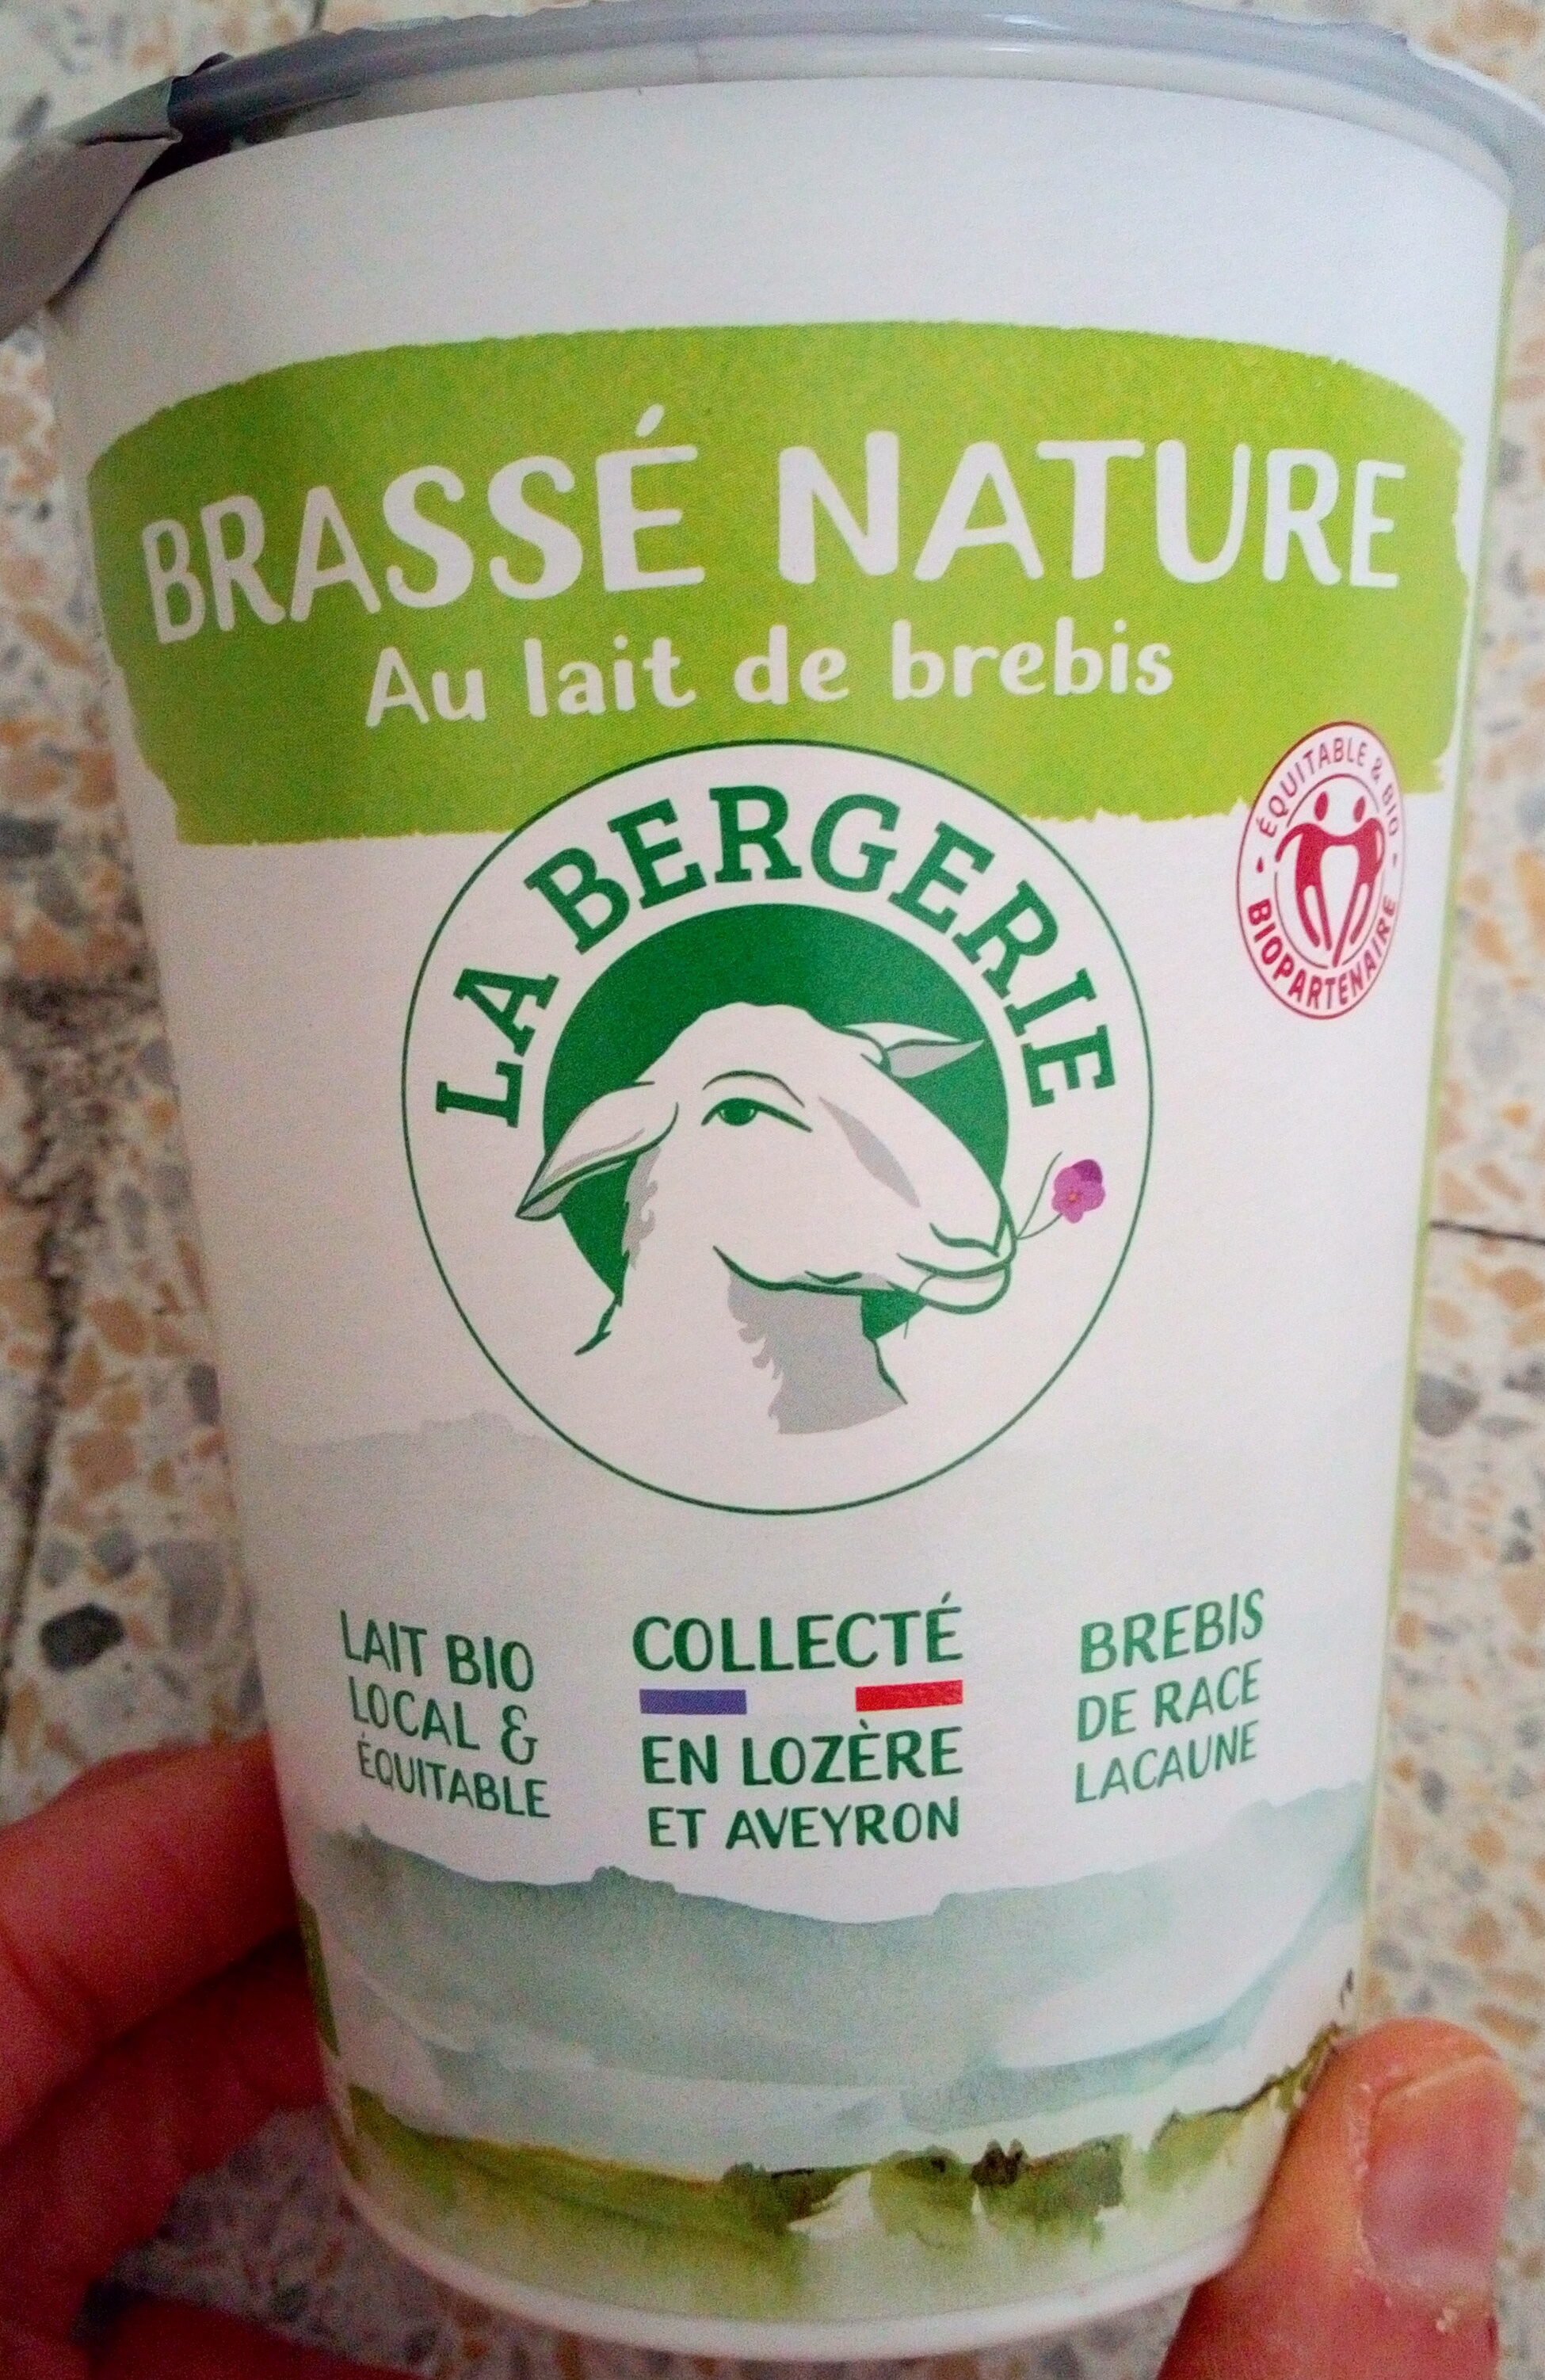 BRASSÉ NATURE
Au lait de brebis
LA BERGERIE
ÉQUITABLE & BIO
BIOPARTENAIRE
LAIT BIO
LOCAL &
ÉQUITABLE
COLLECTÉ
EN LOZÈRE
ET AVEYRON
BREBIS
DE RACE
LACAUNE